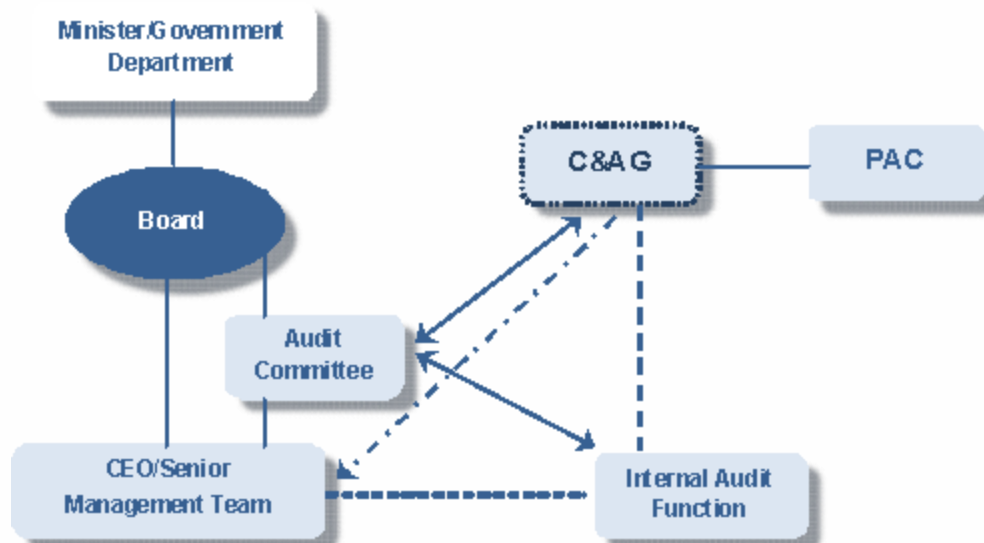 Minister/Government
Department
C&AG
PAC
Board
Audit
Committee
CEO/Senior
Management Team
Internal Audit
Function